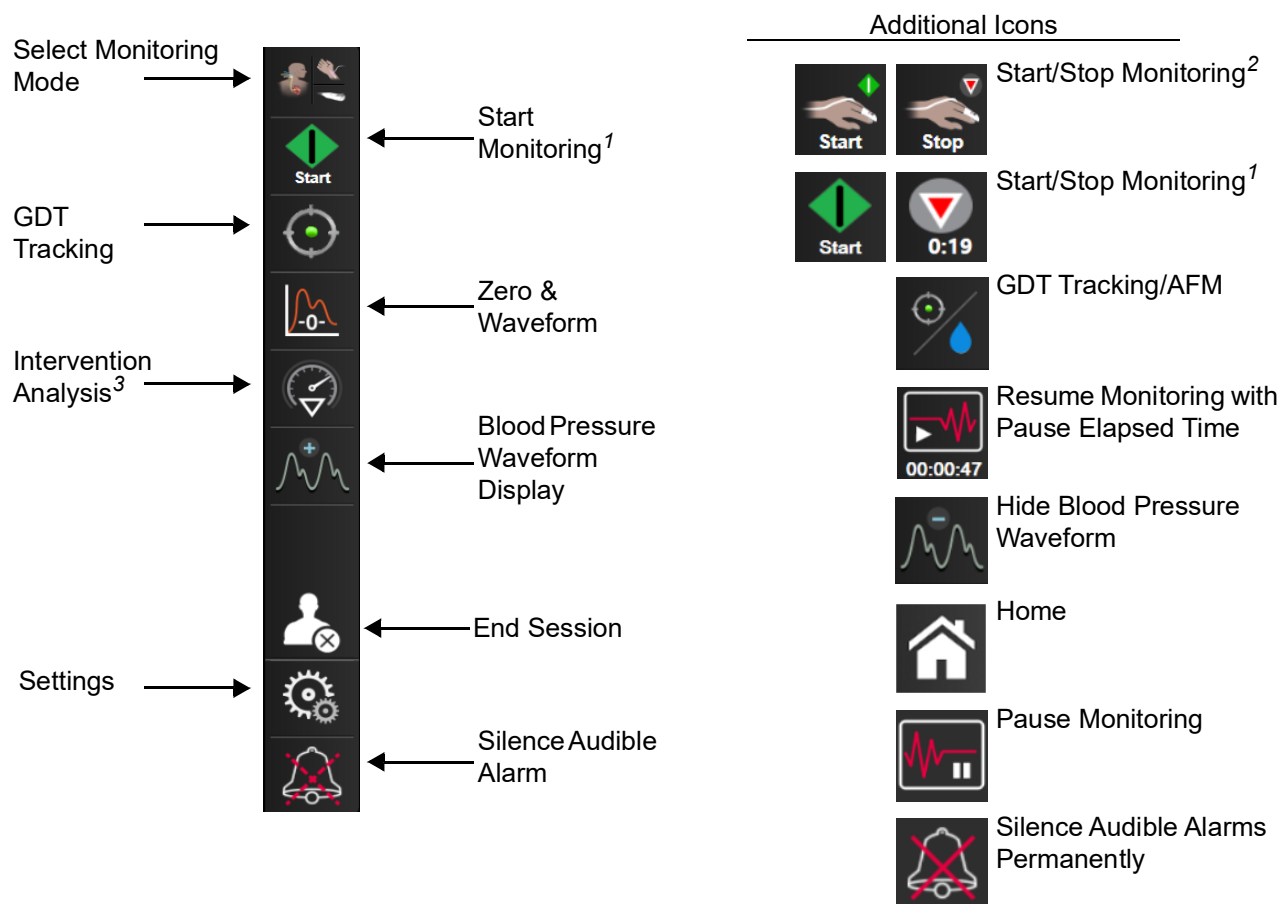 Select Monitoring
Mode
Start
Start
Monitoring1
GDT
Tracking
-0-
Zero &
Waveform
Intervention
Analysis3
Blood Pressure
Waveform
Display
End Session
Settings
Silence Audible
Alarm
Additional Icons
Start
Stop
Start/Stop Monitoring2
Start
0:19
Start/Stop Monitoring1
GDT Tracking/AFM
Resume Monitoring with
Pause Elapsed Time
00:00:47
Hide Blood Pressure
Waveform
Home
Pause Monitoring
Silence Audible Alarms
Permanently